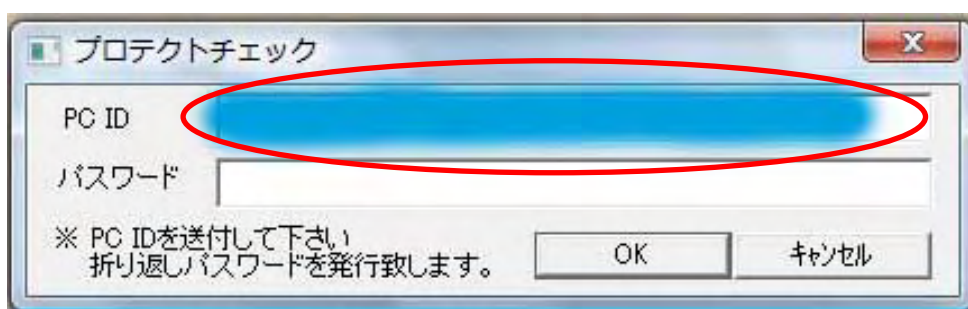 プロテクトチェック
PC ID
パスワード
※ PC IDを送付して下さい
折り返しパスワードを発行致します。
OK
キャンセル